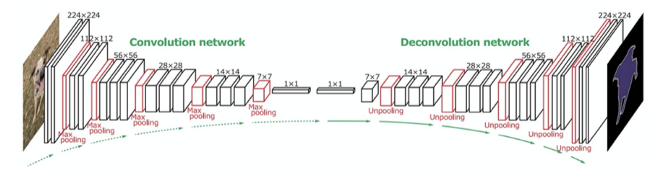 224×224
112×112
56×56
Convolution network
28×28
14×14
7×7
1×1
1×1
7×7
14×14
Deconvolution network
28×28
56×56
112×112
224×224
Max
pooling
Max
pooling
Max
pooling
Max
pooling
Max
pooling
Unpooling
Unpooling
Unpooling
Unpooling
Unpooling